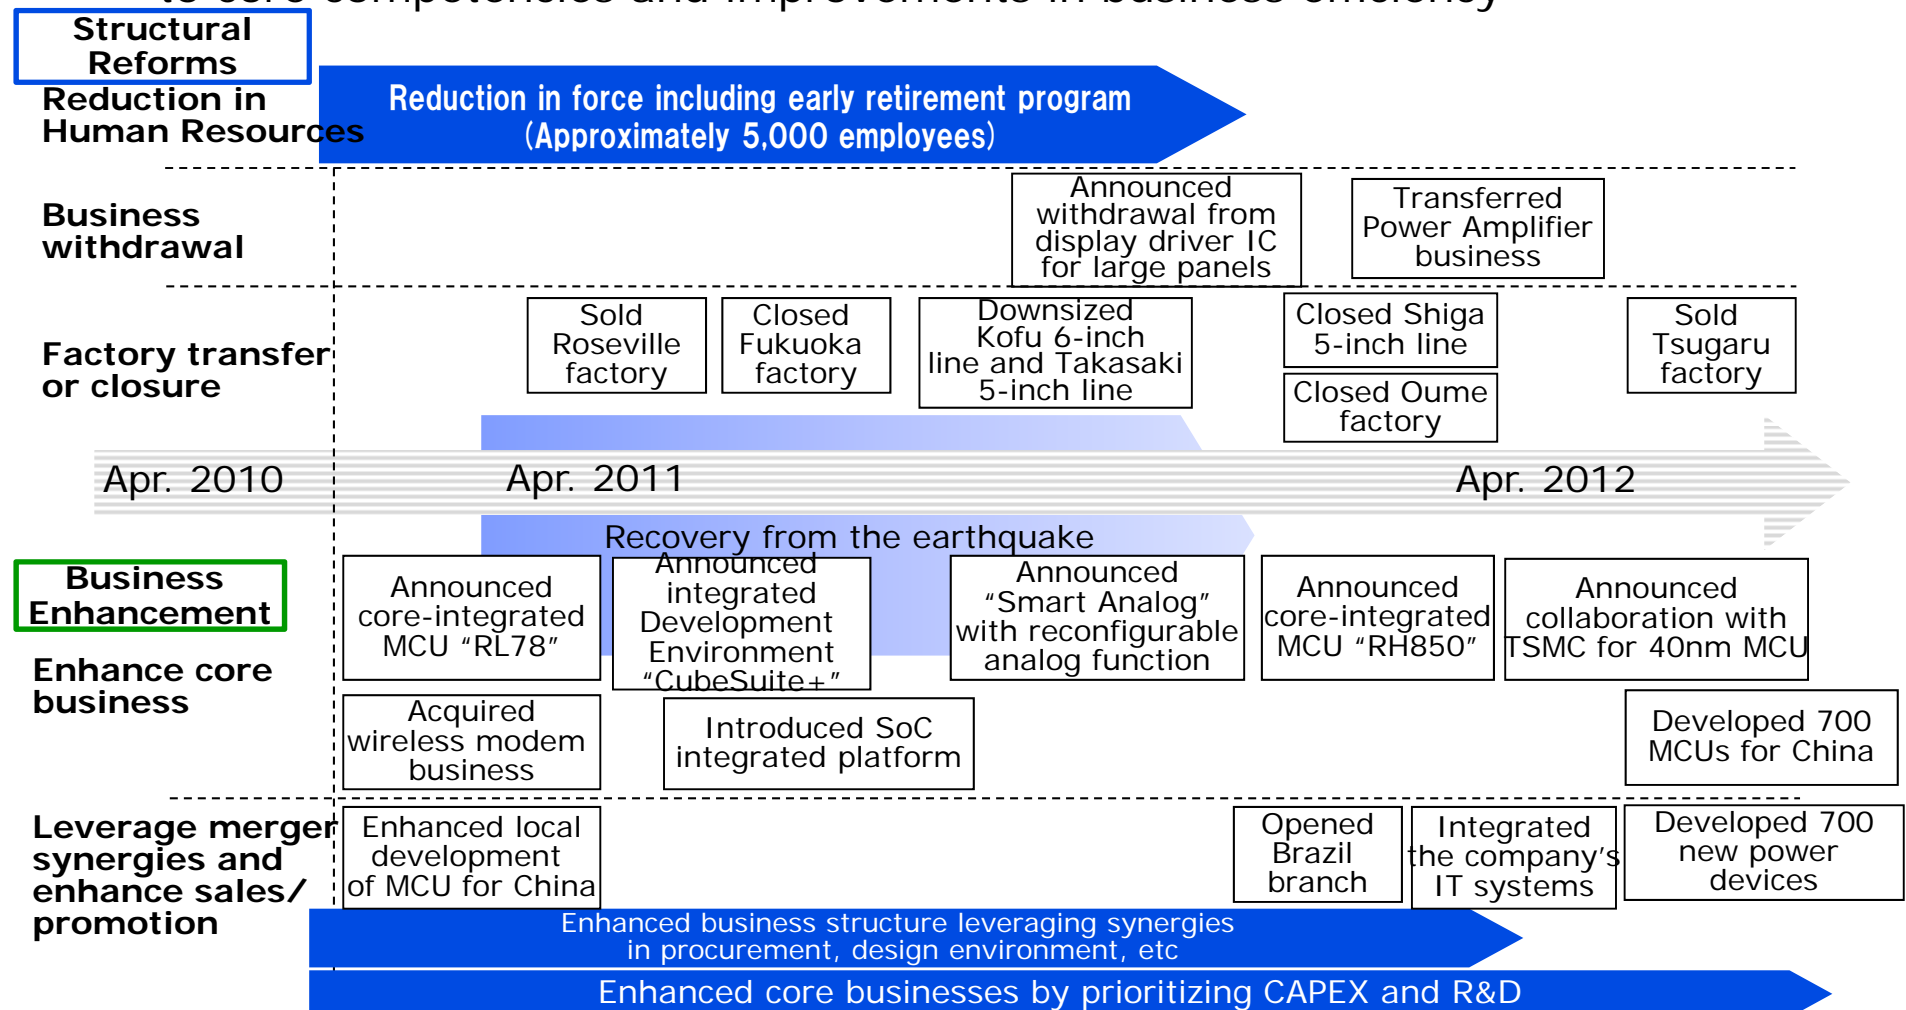 to core competencies and improvements in business efficiency
Structural
Reforms
Reduction in
Human Resources
Reduction in force including early retirement program
(Approximately 5,000 employees)
Business
withdrawal
Announced
withdrawal from
display driver IC
for large panels
Transferred
Power Amplifier
business
Factory transfer
or closure
Sold
Roseville
factory
Closed
Fukuoka
factory
Downsized
Kofu 6-inch
line and Takasaki
5-inch line
Closed Shiga
5-inch line
Closed Oume
factory
Sold
Tsugaru
factory
Apr. 2010
Apr. 2011
Apr. 2012
Recovery from the earthquake
Business
Enhancement
Enhance core
business
Announced
core-integrated
MCU “RL78”
Announced
integrated
Development
Environment
“CubeSuite+”
Announced
“Smart Analog”
with reconfigurable
analog function
Announced
core-integrated
MCU “RH850”
Announced
collaboration with
TSMC for 40nm MCU
Acquired
wireless modem
business
Introduced SoC
integrated platform
Developed 700
MCUs for China
Leverage merger
synergies and
enhance sales/
promotion
Enhanced local
development
of MCU for China
Opened
Brazil
branch
Integrated
the company’s
IT systems
Developed 700
new power
devices
Enhanced business structure leveraging synergies
in procurement, design environment, etc
Enhanced core businesses by prioritizing CAPEX and R&D